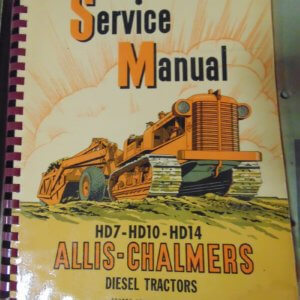 Service
Manual
HD7-HD10-HD14
ALLIS-CHALMERS
DIESEL TRACTORS